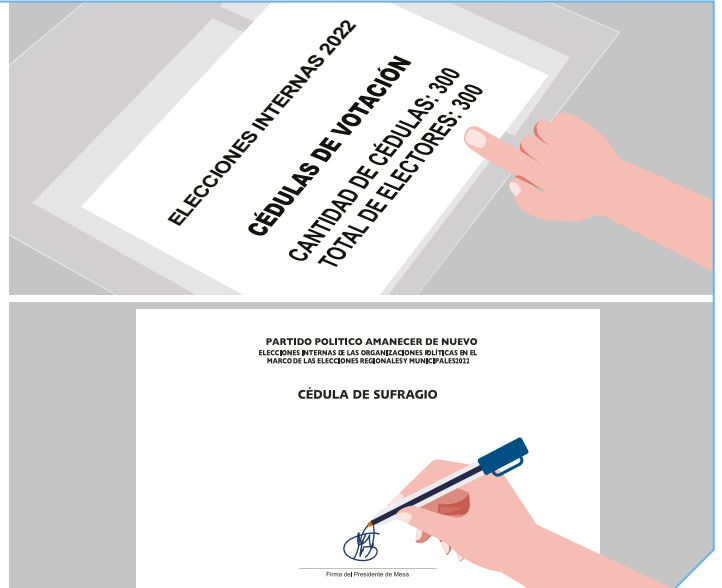 ELECCIONES INTERNAS 2022
CÉDULAS DE VOTACIÓN
CANTIDAD DE CÉDULAS: 300
TOTAL DE ELECTORES: 300
PARTIDO POLITICO AMANECER DE NUEVO
ELECCIONES INTERNAS DE LAS ORGANIZACIONES POLÍTICAS EN EL
MARCO DE LAS ELECCIONES REGIONALES Y MUNICIPALES2022
CÉDULA DE SUFRAGIO
Firma del Presidente de Mesa